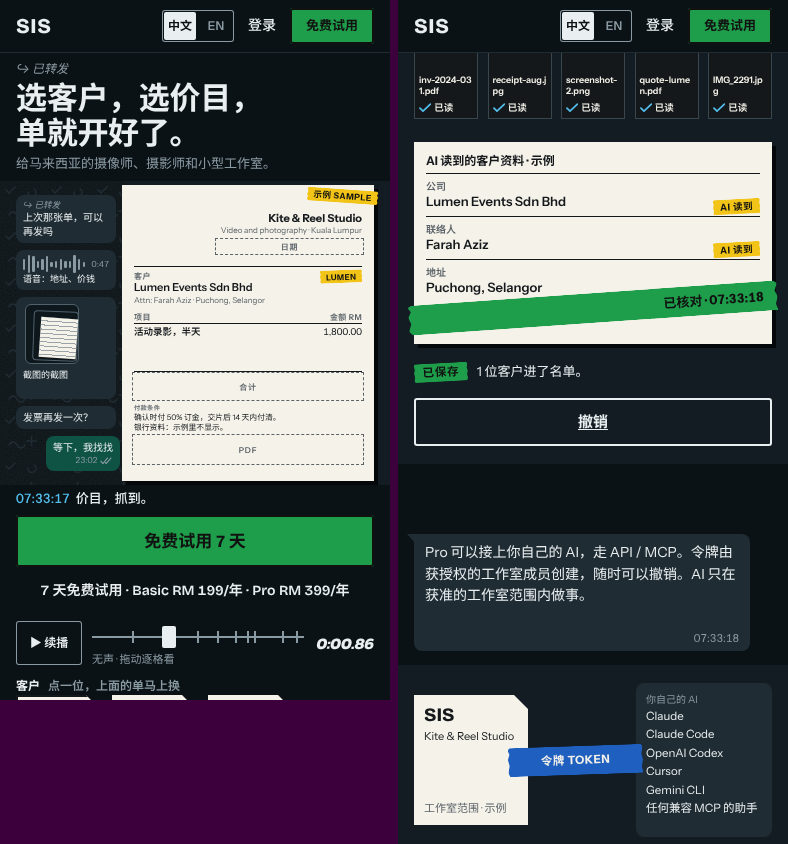 SIS
中文
EN
登录
免费试用
已转发
选客户，选价目，
单就开好了。
给马来西亚的摄像师、摄影师和小型工作室。
已转发
上次那张单，可以
再发吗
0:47
语音：地址、价钱
截图的截图
发票再发一次？
等下，我找找
23:02
示例 SAMPLE
Kite & Reel Studio
Video and photography · Kuala Lumpur
日期
客户
LUMEN
Lumen Events Sdn Bhd
Attn: Farah Aziz · Puchong, Selangor
项目
金额 RM
活动录影，半天
1,800.00
合计
付款条件
确认时付 50% 订金，交片后 14 天内付清。
银行资料：示例里不显示。
PDF
07:33:17 价目，抓到。
免费试用 7 天
7 天免费试用 · Basic RM 199/年 · Pro RM 399/年
▶ 续播
无声 · 拖动逐格看
0:00.86
客户 点一位，上面的单马上换
SIS
中文
EN
登录
免费试用
inv-2024-03
1.pdf
已读
receipt-aug.j
pg
已读
screenshot-
2.png
已读
quote-lume
n.pdf
已读
IMG_2291.jp
g
已读
AI 读到的客户资料 · 示例
公司
Lumen Events Sdn Bhd
AI 读到
联络人
Farah Aziz
AI 读到
地址
Puchong, Selangor
已核对 · 07:33:18
已保存
1 位客户进了名单。
撤销
Pro 可以接上你自己的 AI，走 API / MCP。令牌由
获授权的工作室成员创建，随时可以撤销。AI 只在
获准的工作室范围内做事。
07:33:18
SIS
Kite & Reel Studio
工作室范围 · 示例
令牌 TOKEN
你自己的 AI
Claude
Claude Code
OpenAI Codex
Cursor
Gemini CLI
任何兼容 MCP 的助手